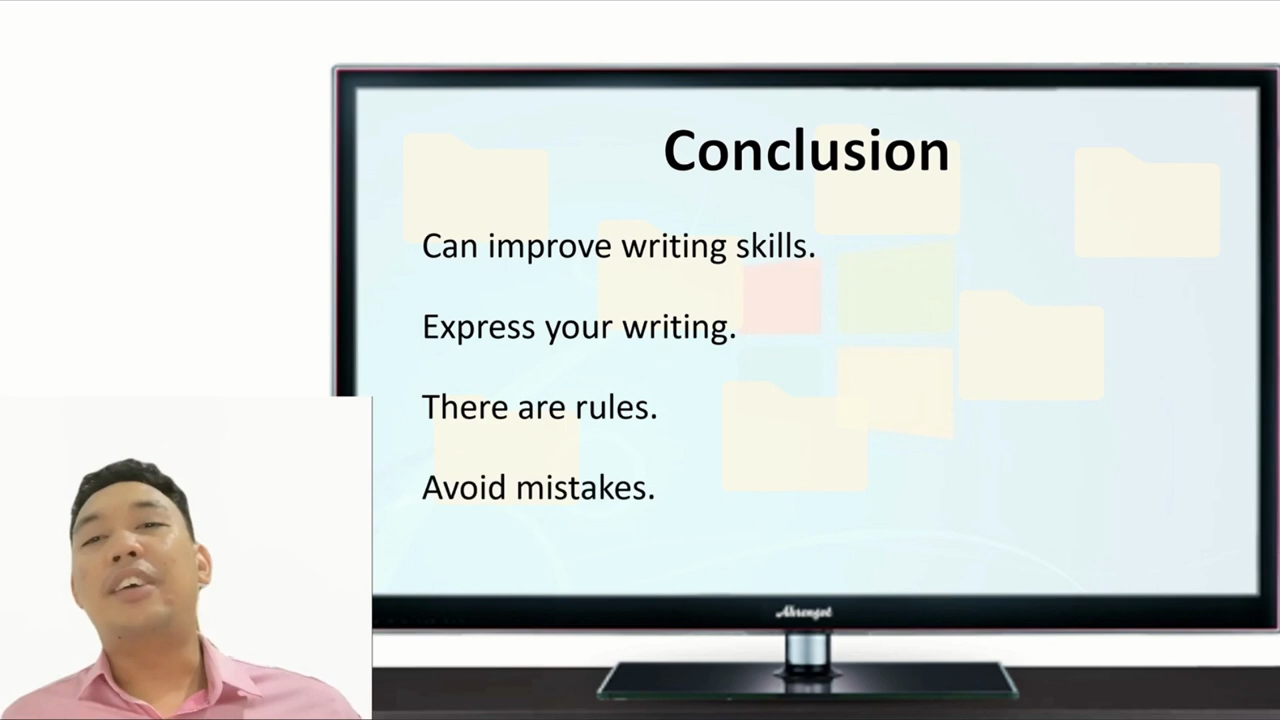 Conclusion
Can improve writing skills.
Express your writing.
There are rules.
Avoid mistakes.